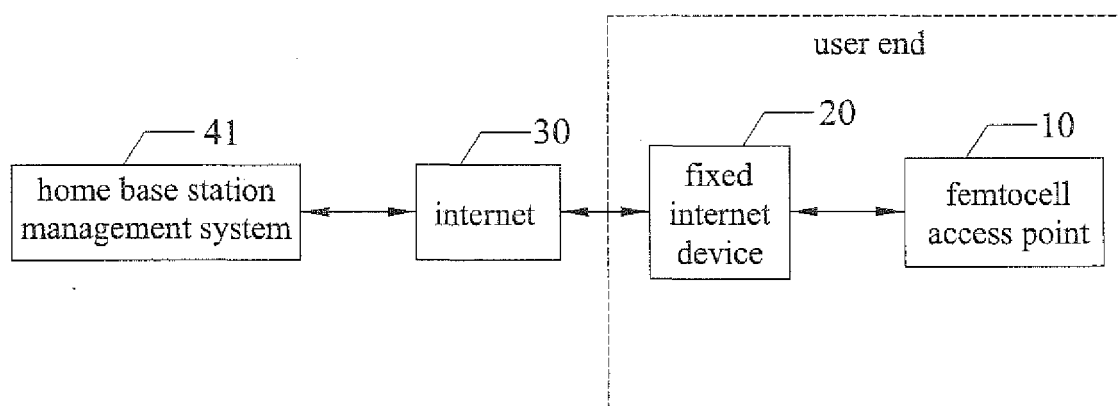 user end
41
30
20
10
home base station
management system
internet
fixed
internet
device
femtocell
access point